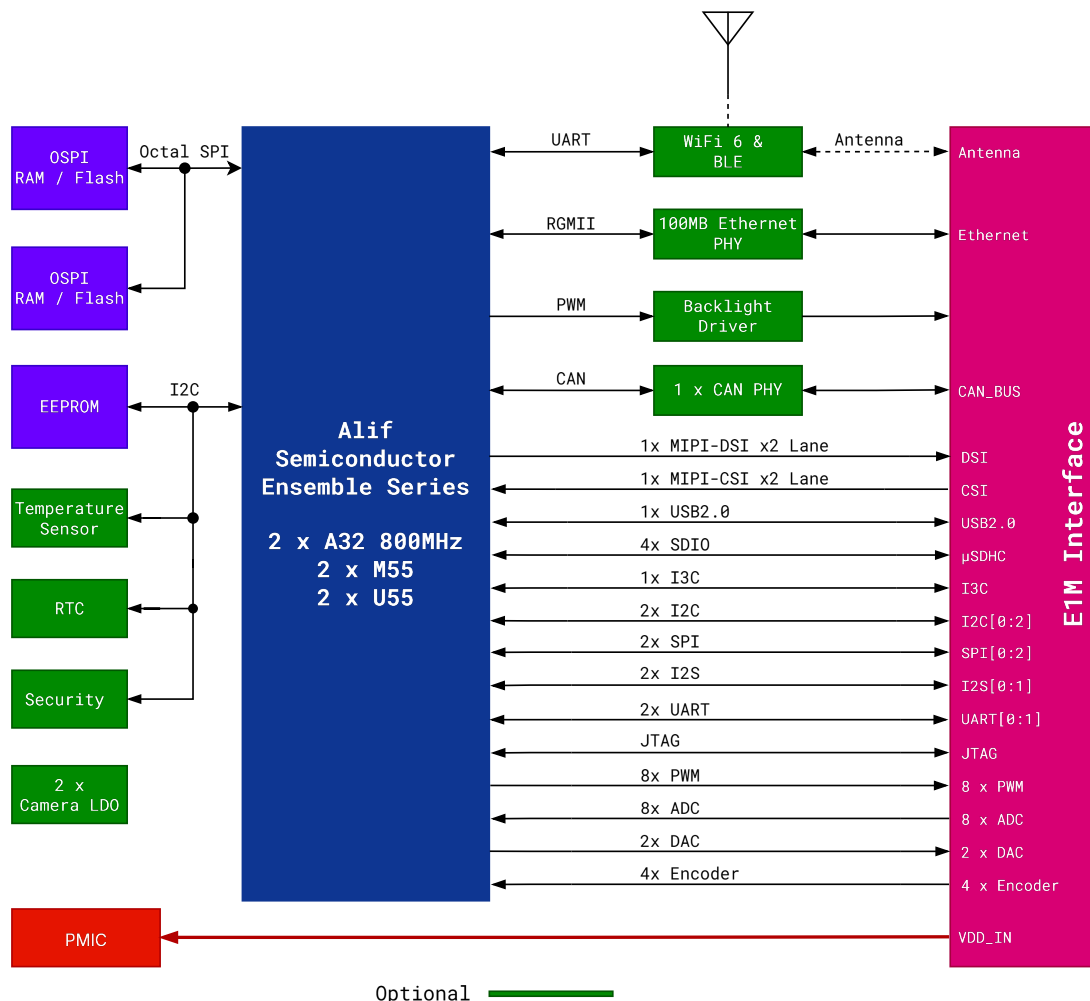 OSPI
RAM / Flash
Octal SPI
OSPI
RAM / Flash
EEPROM
I2C
Temperature
Sensor
RTC
Security
2 x
Camera LDO
PMIC
Alif
Semiconductor
Ensemble Series
2 x A32 800MHz
2 x M55
2 x U55
UART
WiFi 6 &
BLE
Antenna
Antenna
RGMII
100MB Ethernet
PHY
Ethernet
PWM
Backlight
Driver
CAN
1 x CAN PHY
CAN_BUS
1x MIPI-DSI x2 Lane
DSI
1x MIPI-CSI x2 Lane
CSI
1x USB2.0
USB2.0
4x SDIO
µSDHC
1x I3C
I3C
2x I2C
I2C[0:2]
2x SPI
SPI[0:2]
2x I2S
I2S[0:1]
2x UART
UART[0:1]
JTAG
JTAG
8x PWM
8 x PWM
8x ADC
8 x ADC
2x DAC
2 x DAC
4x Encoder
4 x Encoder
VDD_IN
E1M Interface
Optional